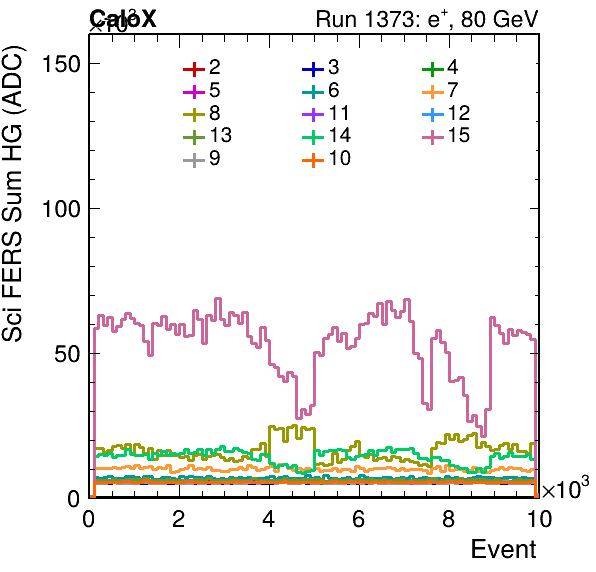 CaloX
×10³
Run 1373: e⁺, 80 GeV
Sci FERS Sum HG (ADC)
150
100
50
0
2 3 4
5 6 7
8 11 12
13 14 15
9 10
0 2 4 6 8 10
×10³
Event